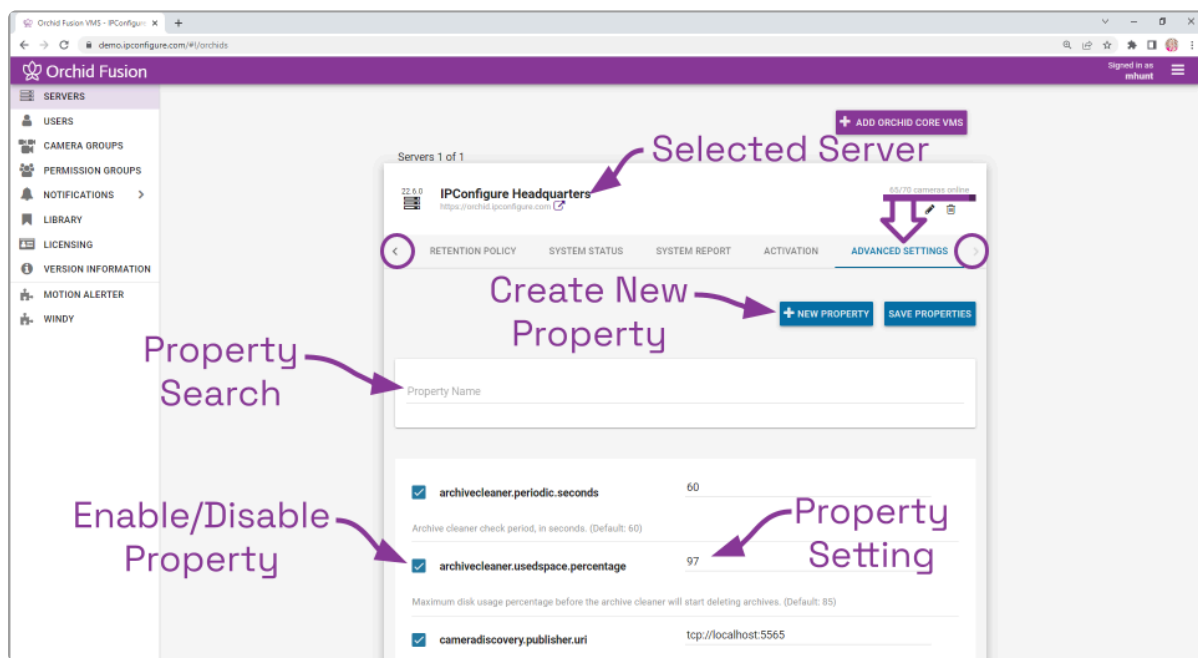 Orchid Fusion VMS - IPConfigure
demo.ipconfigure.com/#!/orchids
Orchid Fusion
Signed in as
mhunt
SERVERS
USERS
CAMERA GROUPS
PERMISSION GROUPS
NOTIFICATIONS
LIBRARY
LICENSING
VERSION INFORMATION
MOTION ALERTER
WINDY
ADD ORCHID CORE VMS
Servers 1 of 1
Selected Server
22.6.0
IPConfigure Headquarters
https://orchid.ipconfigure.com
65/70 cameras online
RETENTION POLICY
SYSTEM STATUS
SYSTEM REPORT
ACTIVATION
ADVANCED SETTINGS
Create New
Property
NEW PROPERTY
SAVE PROPERTIES
Property
Search
Property Name
archivecleaner.periodic.seconds
60
Archive cleaner check period, in seconds. (Default: 60)
Enable/Disable
Property
archivecleaner.usedspace.percentage
97
Property
Setting
Maximum disk usage percentage before the archive cleaner will start deleting archives. (Default: 85)
cameradiscovery.publisher.uri
tcp://localhost:5565